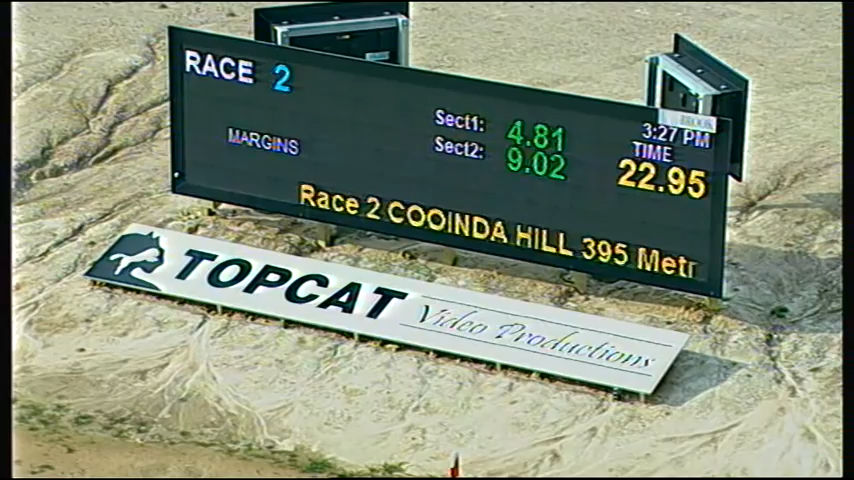 RACE 2
Sect1: 4.81
3:27 PM
MARGINS
Sect2: 9.02
TIME
22.95
Race 2 COOINDA HILL 395 Metr
TOPCAT Video Productions